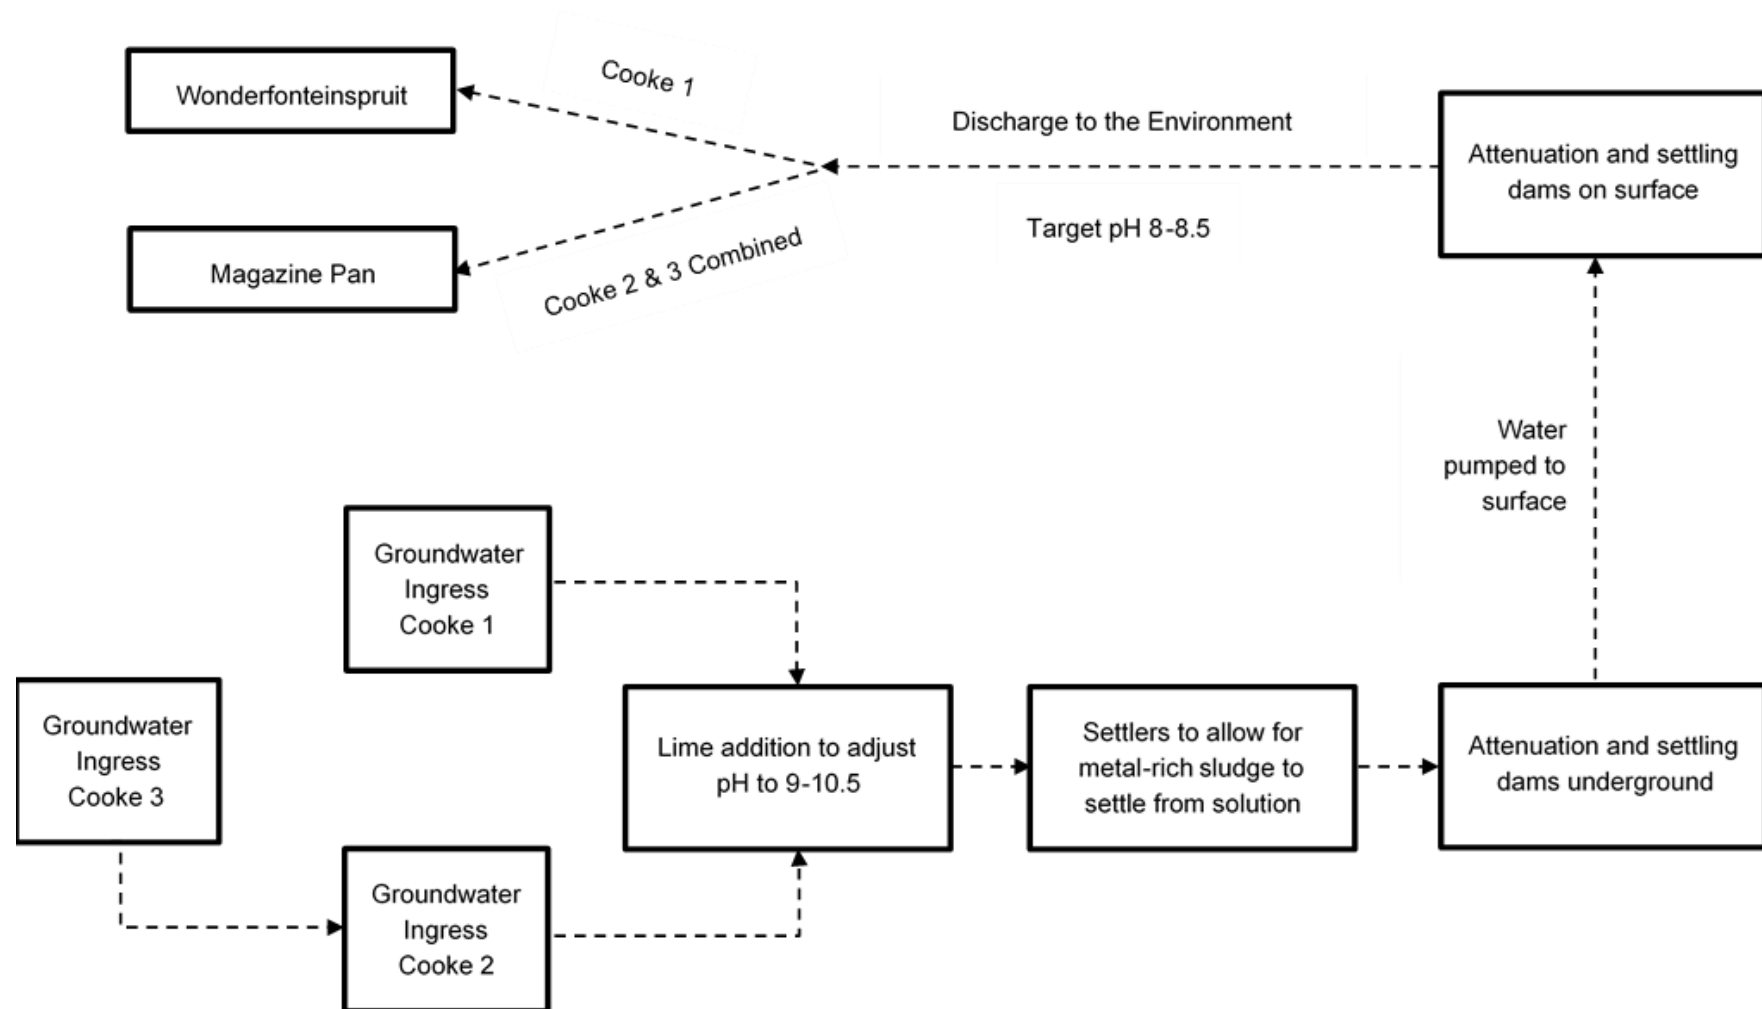 Wonderfonteinspruit
Cooke 1
Discharge to the Environment
Attenuation and settling
dams on surface
Target pH 8-8.5
Magazine Pan
Cooke 2 & 3 Combined
Water
pumped to
surface
Groundwater
Ingress
Cooke 1
Groundwater
Ingress
Cooke 3
Lime addition to adjust
pH to 9-10.5
Settlers to allow for
metal-rich sludge to
settle from solution
Attenuation and settling
dams underground
Groundwater
Ingress
Cooke 2